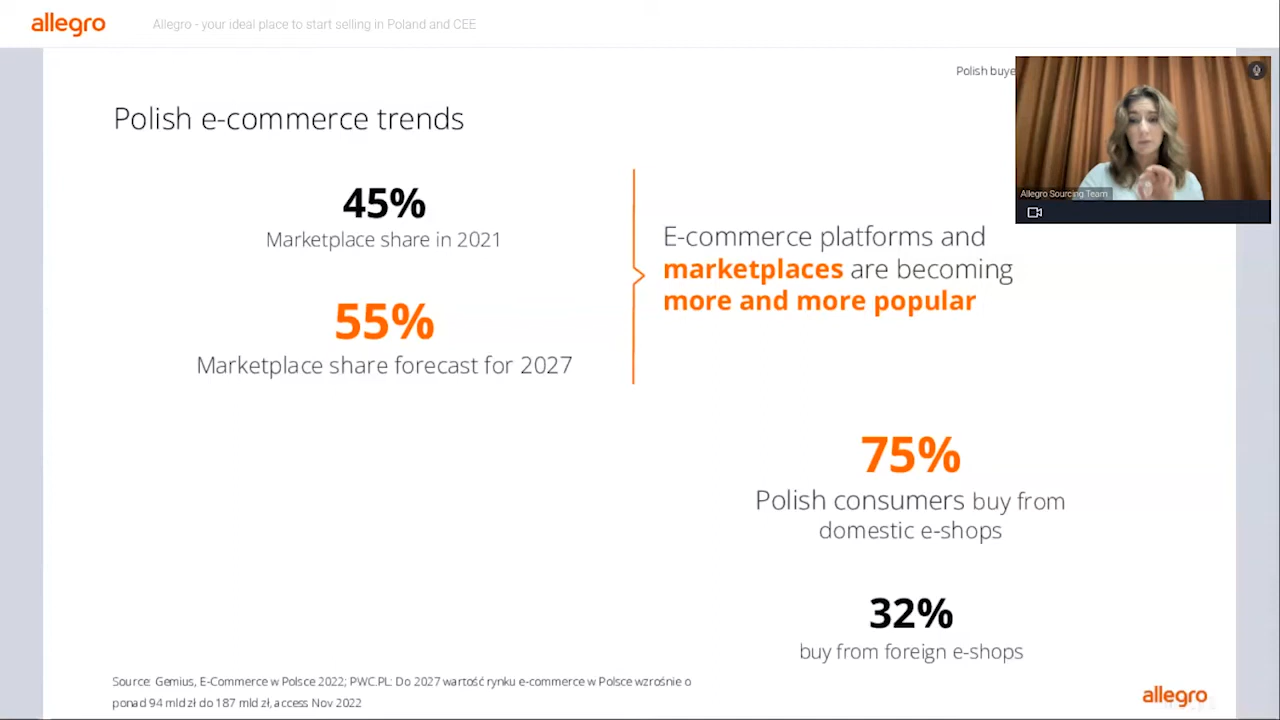 allegro
Allegro - your ideal place to start selling in Poland and CEE
Polish buye
Polish e-commerce trends
45%
Marketplace share in 2021
55%
Marketplace share forecast for 2027
E-commerce platforms and
marketplaces are becoming
more and more popular
Allegro Sourcing Team
75%
Polish consumers buy from
domestic e-shops
32%
buy from foreign e-shops
Source: Gemius, E-Commerce w Polsce 2022; PWC.PL: Do 2027 wartość rynku e-commerce w Polsce wzrośnie o
ponad 94 mld zł do 187 mld zł, access Nov 2022
allegro